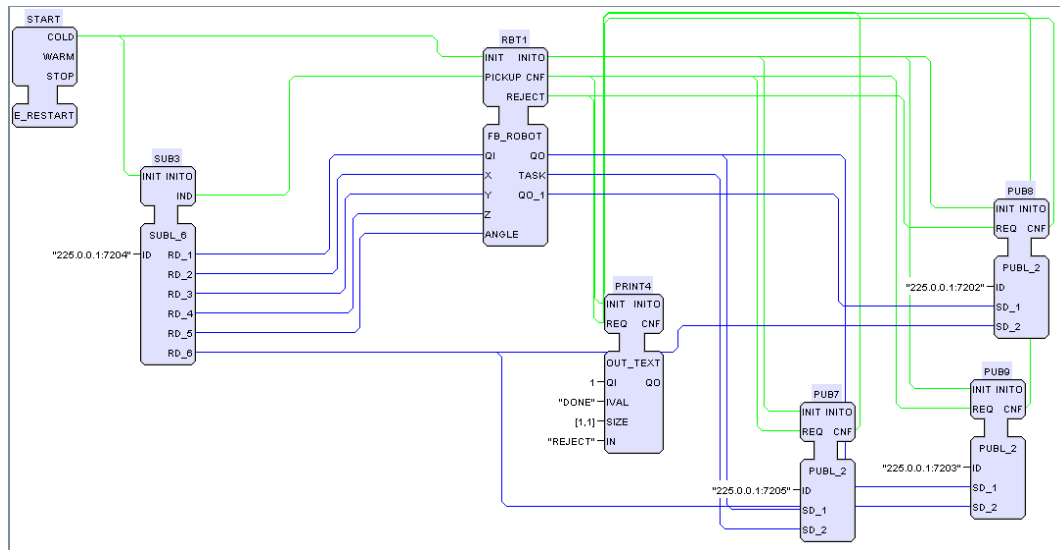 START
COLD
WARM
STOP
E_RESTART
SUB3
INIT INITO
IND
SUBL_6
"225.0.0.1:7204" ID RD_1
RD_2
RD_3
RD_4
RD_5
RD_6
RBT1
INIT INITO
PICKUP CNF
REJECT
FB_ROBOT
QI QO
X TASK
Y QO_1
Z
ANGLE
PRINT4
INIT INITO
REQ CNF
OUT_TEXT
1 QI QO
"DONE" IVAL
[1,1] SIZE
"REJECT" IN
PUB7
INIT INITO
REQ CNF
PUBL_2
"225.0.0.1:7205" ID
SD_1
SD_2
PUB8
INIT INITO
REQ CNF
PUBL_2
"225.0.0.1:7202" ID
SD_1
SD_2
PUB9
INIT INITO
REQ CNF
PUBL_2
"225.0.0.1:7203" ID
SD_1
SD_2